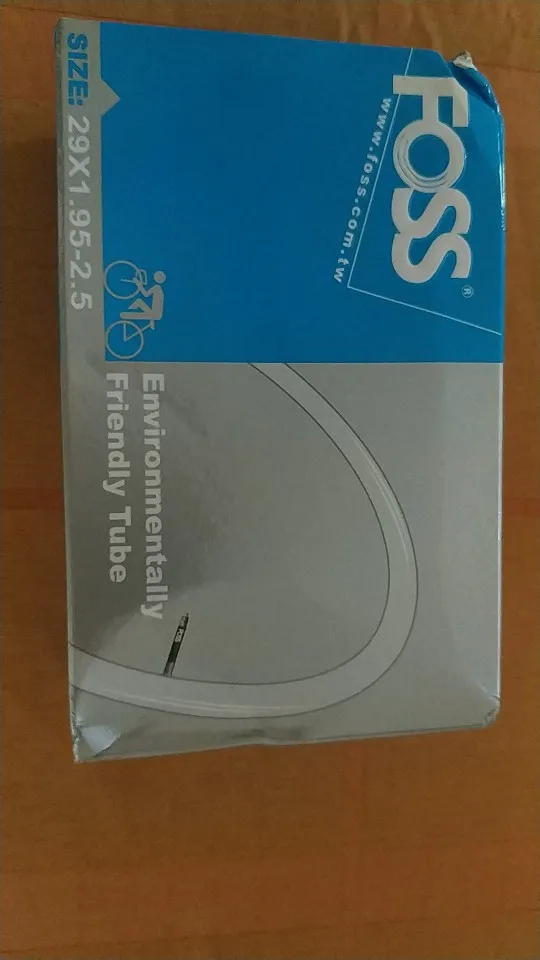 FOSS®
www.foss.com.tw
Environmentally
Friendly Tube
SIZE: 29X1.95-2.5